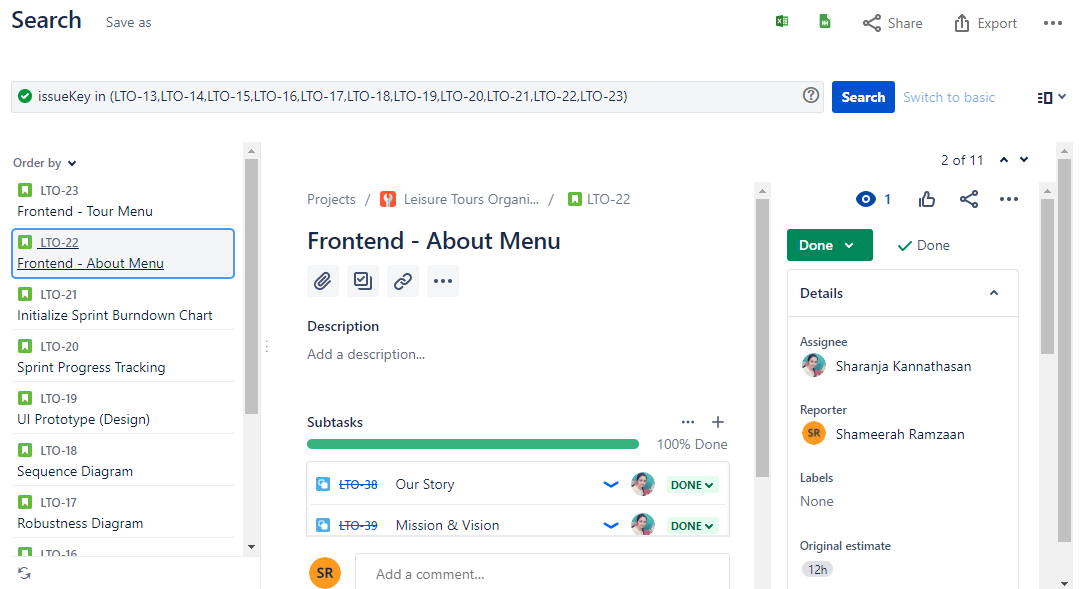 Search Save as
Share Export
issueKey in (LTO-13,LTO-14,LTO-15,LTO-16,LTO-17,LTO-18,LTO-19,LTO-20,LTO-21,LTO-22,LTO-23)
Search Switch to basic
Order by
LTO-23
Frontend - Tour Menu
LTO-22
Frontend - About Menu
LTO-21
Initialize Sprint Burndown Chart
LTO-20
Sprint Progress Tracking
LTO-19
UI Prototype (Design)
LTO-18
Sequence Diagram
LTO-17
Robustness Diagram
LTO-16
2 of 11
Projects / Leisure Tours Organi... / LTO-22
Frontend - About Menu
Description
Add a description...
Subtasks
100% Done
LTO-38 Our Story DONE
LTO-39 Mission & Vision DONE
SR Add a comment...
1
Done Done
Details
Assignee
Sharanja Kannathasan
Reporter
SR Shameerah Ramzaan
Labels
None
Original estimate
12h